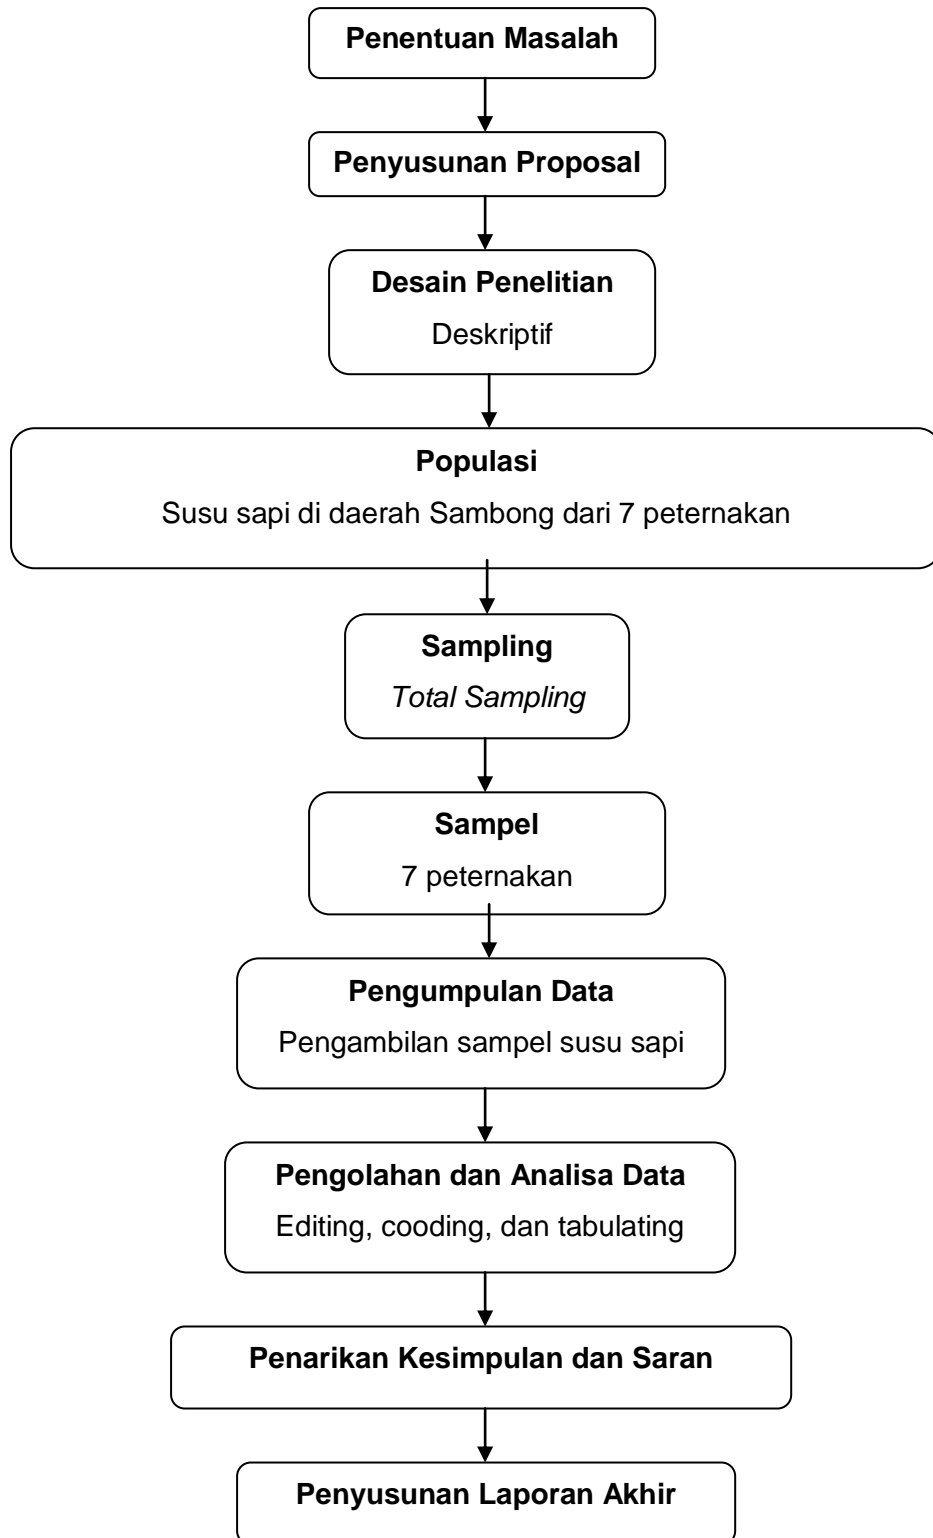 Penentuan Masalah
Penyusunan Proposal
Desain Penelitian
Deskriptif
Populasi
Susu sapi di daerah Sambong dari 7 peternakan
Sampling
Total Sampling
Sampel
7 peternakan
Pengumpulan Data
Pengambilan sampel susu sapi
Pengolahan dan Analisa Data
Editing, cooding, dan tabulating
Penarikan Kesimpulan dan Saran
Penyusunan Laporan Akhir